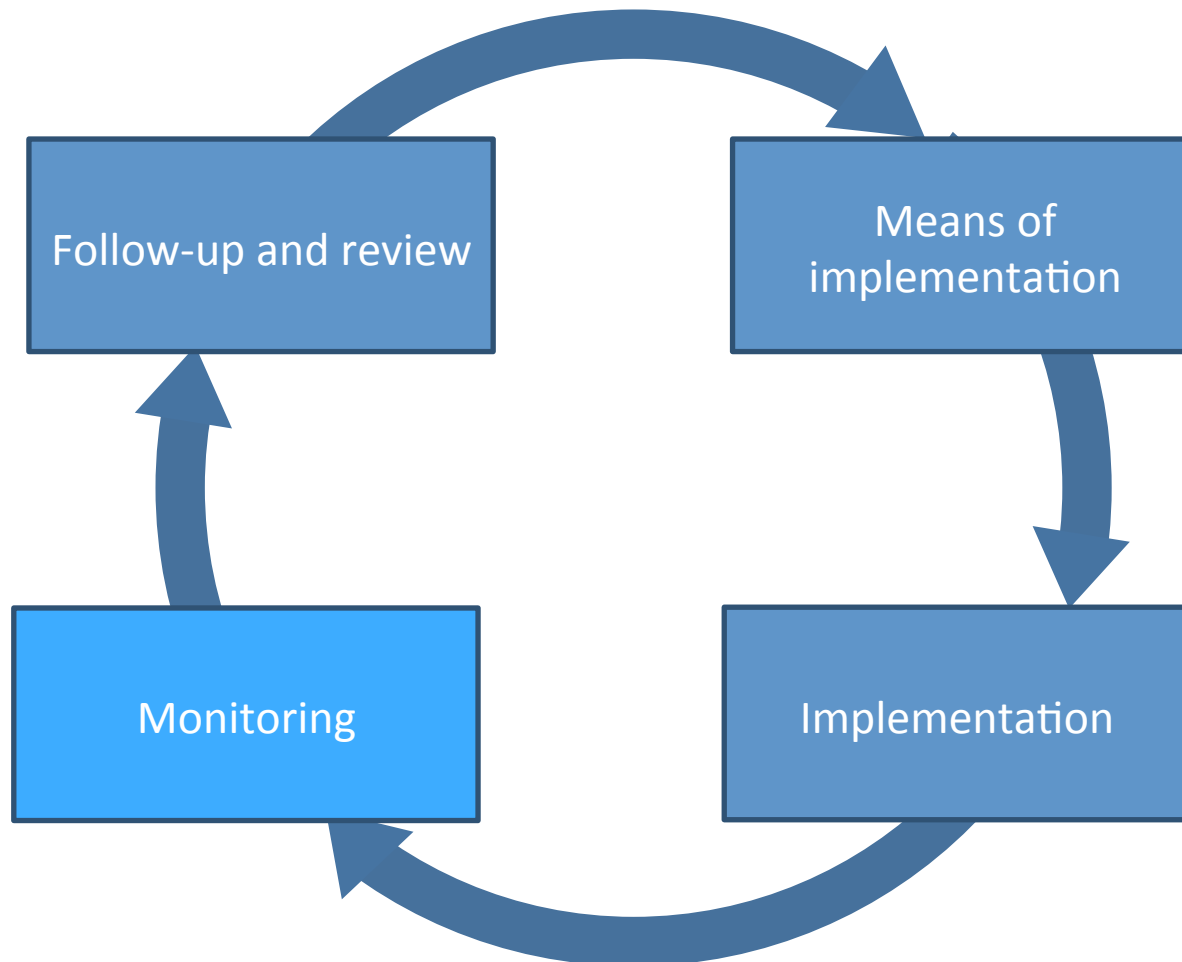 Follow-up and review
Means of
implementation
Monitoring
Implementation